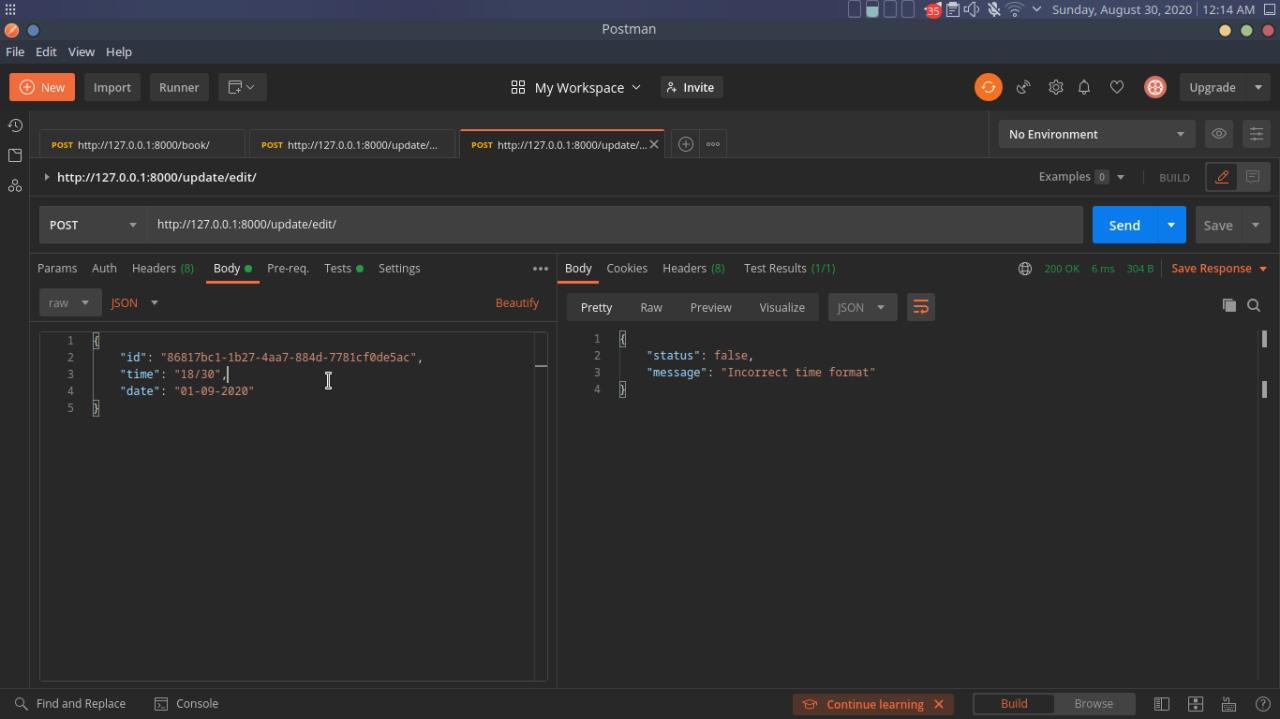 35
Sunday, August 30, 2020 | 12:14 AM
Postman
File Edit View Help
New Import Runner My Workspace Invite Upgrade
POST http://127.0.0.1:8000/book/ POST http://127.0.0.1:8000/update/... POST http://127.0.0.1:8000/update/...
No Environment
http://127.0.0.1:8000/update/edit/
Examples 0 BUILD
POST http://127.0.0.1:8000/update/edit/ Send Save
Params Auth Headers (8) Body Pre-req. Tests Settings
raw JSON Beautify
1 {
2 "id": "86817bc1-1b27-4aa7-884d-7781cf0de5ac",
3 "time": "18/30",
4 "date": "01-09-2020"
5 }
Body Cookies Headers (8) Test Results (1/1) 200 OK 6 ms 304 B Save Response
Pretty Raw Preview Visualize JSON
1 {
2 "status": false,
3 "message": "Incorrect time format"
4 }
Find and Replace Console Continue learning Build Browse